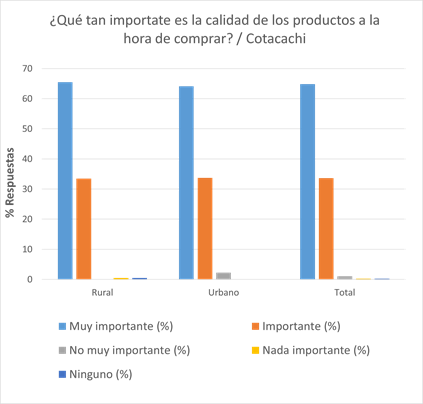 ¿Qué tan importate es la calidad de los productos a la
hora de comprar? / Cotacachi
70
60
50
40
30
20
10
0
% Respuestas
Rural Urbano Total
Muy importante (%) Importante (%)
No muy importante (%) Nada importante (%)
Ninguno (%)